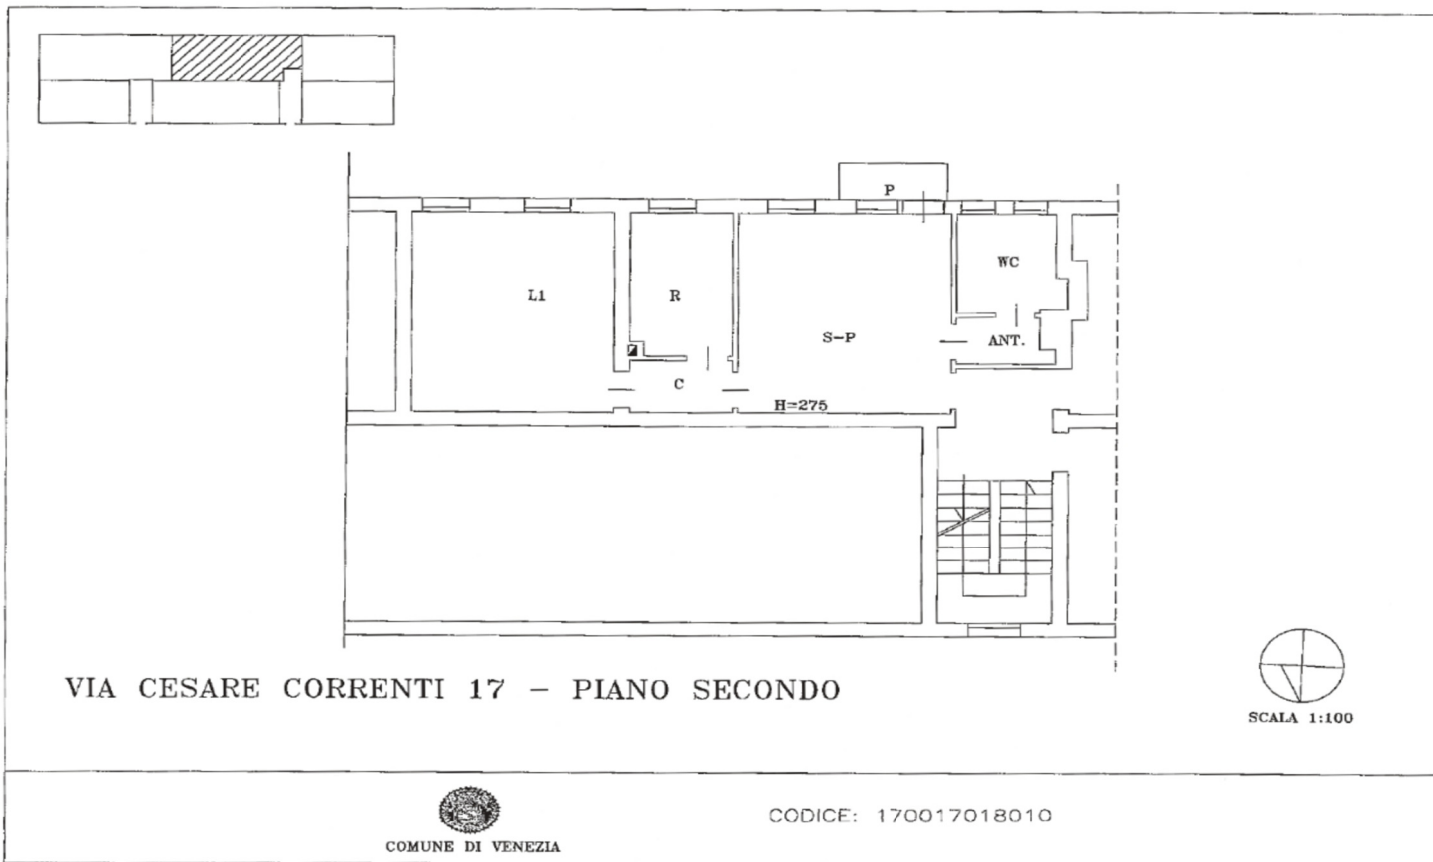 P
WC
L1
R
S-P
ANT.
C
H=275
VIA CESARE CORRENTI 17 - PIANO SECONDO
SCALA 1:100
CODICE: 170017018010
COMUNE DI VENEZIA